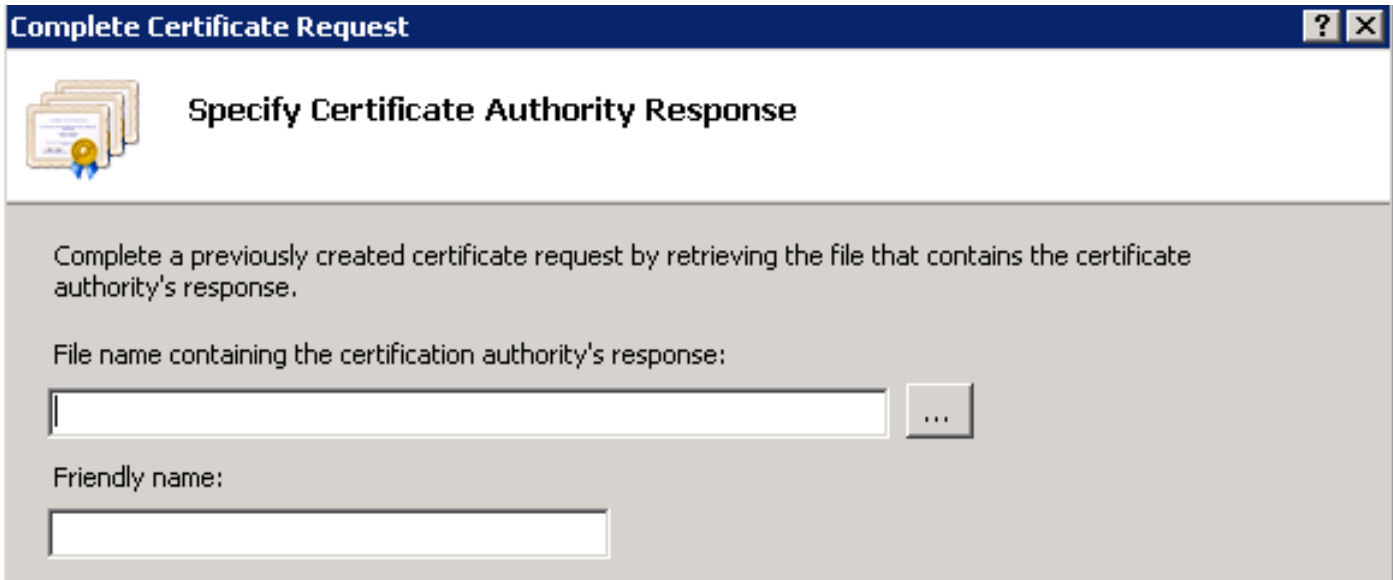 Complete Certificate Request
?
Specify Certificate Authority Response
Complete a previously created certificate request by retrieving the file that contains the certificate
authority's response.
File name containing the certification authority's response:
...
Friendly name: